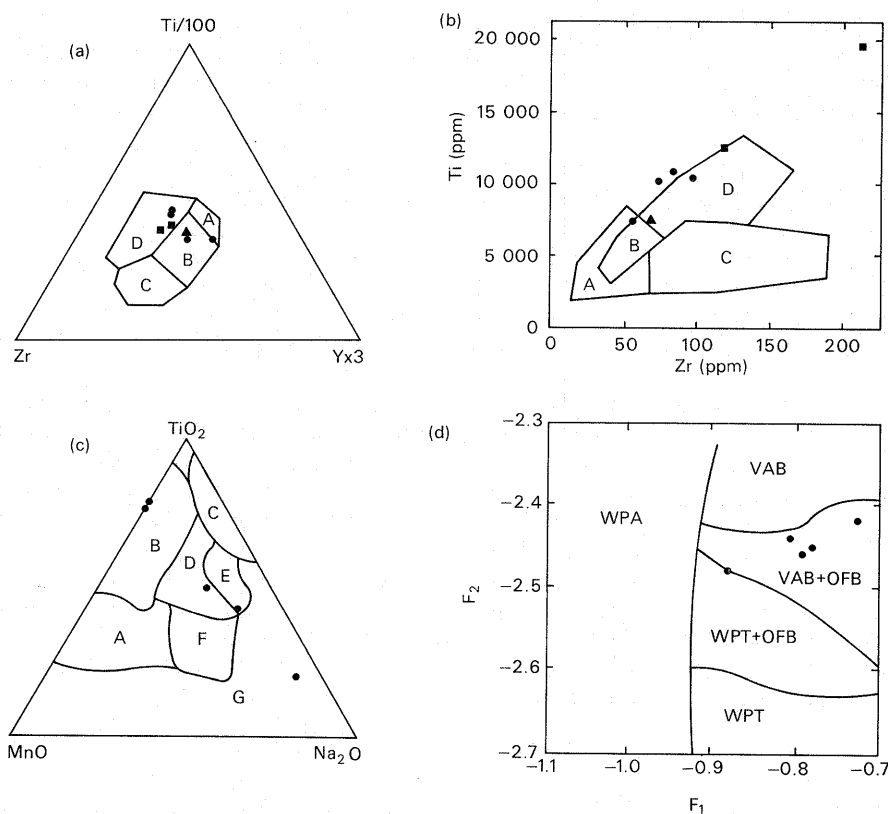 (a)
Ti/100
A
D
B
C
Zr
Yx3
(b)
20 000
15 000
10 000
5 000
0
Ti (ppm)
D
B
C
A
0
50
100
150
200
Zr (ppm)
(c)
TiO2
C
B
D
E
A
F
G
MnO
Na2O
(d)
-2.3
-2.4
-2.5
-2.6
-2.7
F2
VAB
WPA
VAB+OFB
WPT+OFB
WPT
-1.1
-1.0
-0.9
-0.8
-0.7
F1